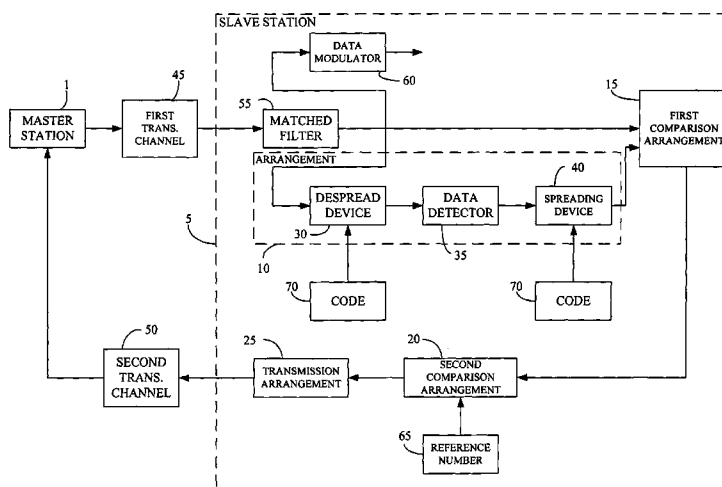 SLAVE STATION
DATA
MODULATOR
60
1
MASTER
STATION
45
FIRST
TRANS.
CHANNEL
55
MATCHED
FILTER
15
FIRST
COMPARISON
ARRANGEMENT
ARRANGEMENT
DESPREAD
DEVICE
30
DATA
DETECTOR
35
40
SPREADING
DEVICE
5
10
70
CODE
70
CODE
50
SECOND
TRANS.
CHANNEL
25
TRANSMISSION
ARRANGEMENT
20
SECOND
COMPARISON
ARRANGEMENT
65
REFERENCE
NUMBER